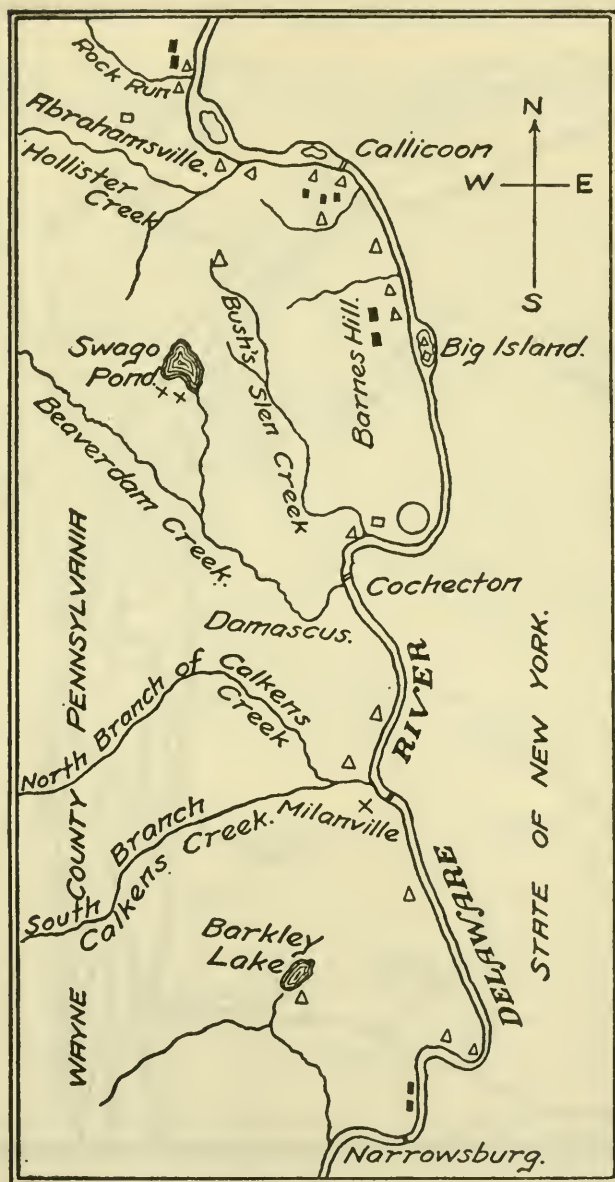 Rock Run
Abrahamsville.
Hollister
Creek
Callicoon
N
W E
S
Swago
Pond.
Bush's
Slen Creek
Barnes Hill.
Big Island.
Beaverdam Creek.
Cochecton
Damascus.
North Branch of Calkens
Creek
RIVER
DELAWARE
STATE OF NEW YORK.
WAYNE COUNTY PENNSYLVANIA
South Branch
Calkens Creek.
Milanville
Barkley
Lake
Narrowsburg.